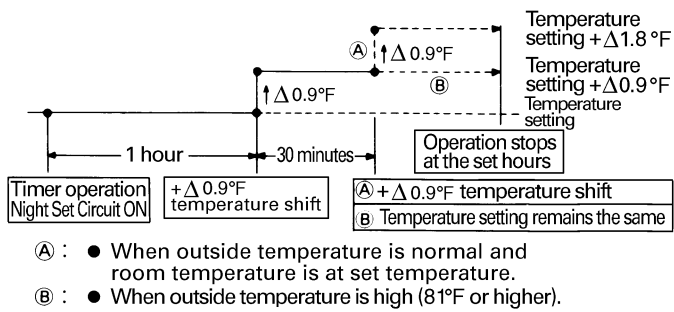 Temperature
setting +Δ1.8°F
Ⓐ
Δ 0.9°F
Temperature
setting +Δ0.9°F
Ⓑ
Δ 0.9°F
Temperature
setting
1 hour
30 minutes
Operation stops
at the set hours
Timer operation
Night Set Circuit ON
+Δ 0.9°F
temperature shift
Ⓐ +Δ 0.9°F temperature shift
Ⓑ Temperature setting remains the same
Ⓐ : ● When outside temperature is normal and
room temperature is at set temperature.
Ⓑ : ● When outside temperature is high (81°F or higher).